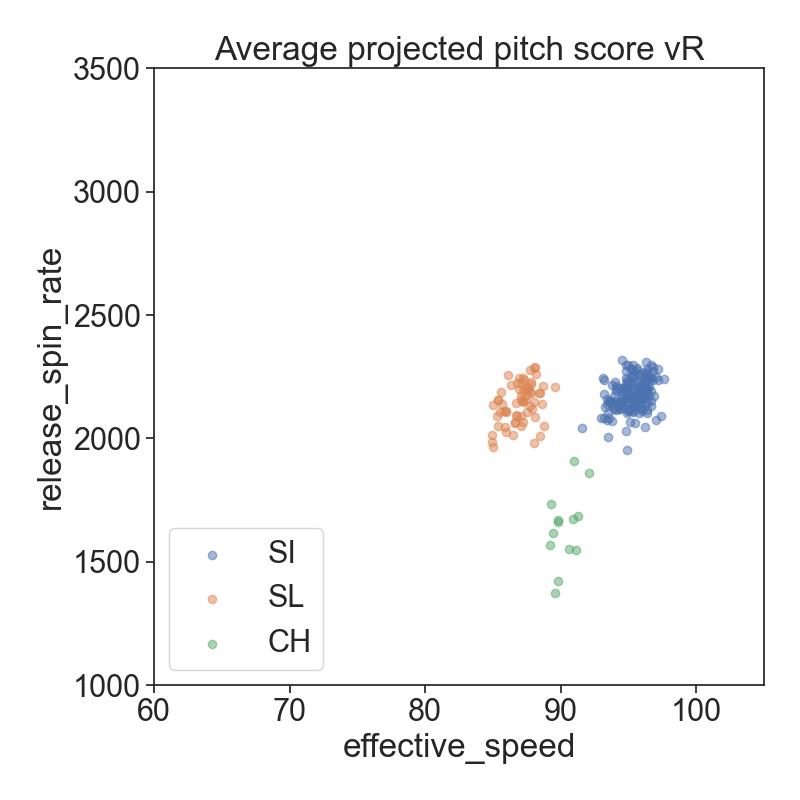 Average projected pitch score vR
3500
3000
2500
2000
1500
1000
release_spin_rate
SI
SL
CH
60 70 80 90 100
effective_speed